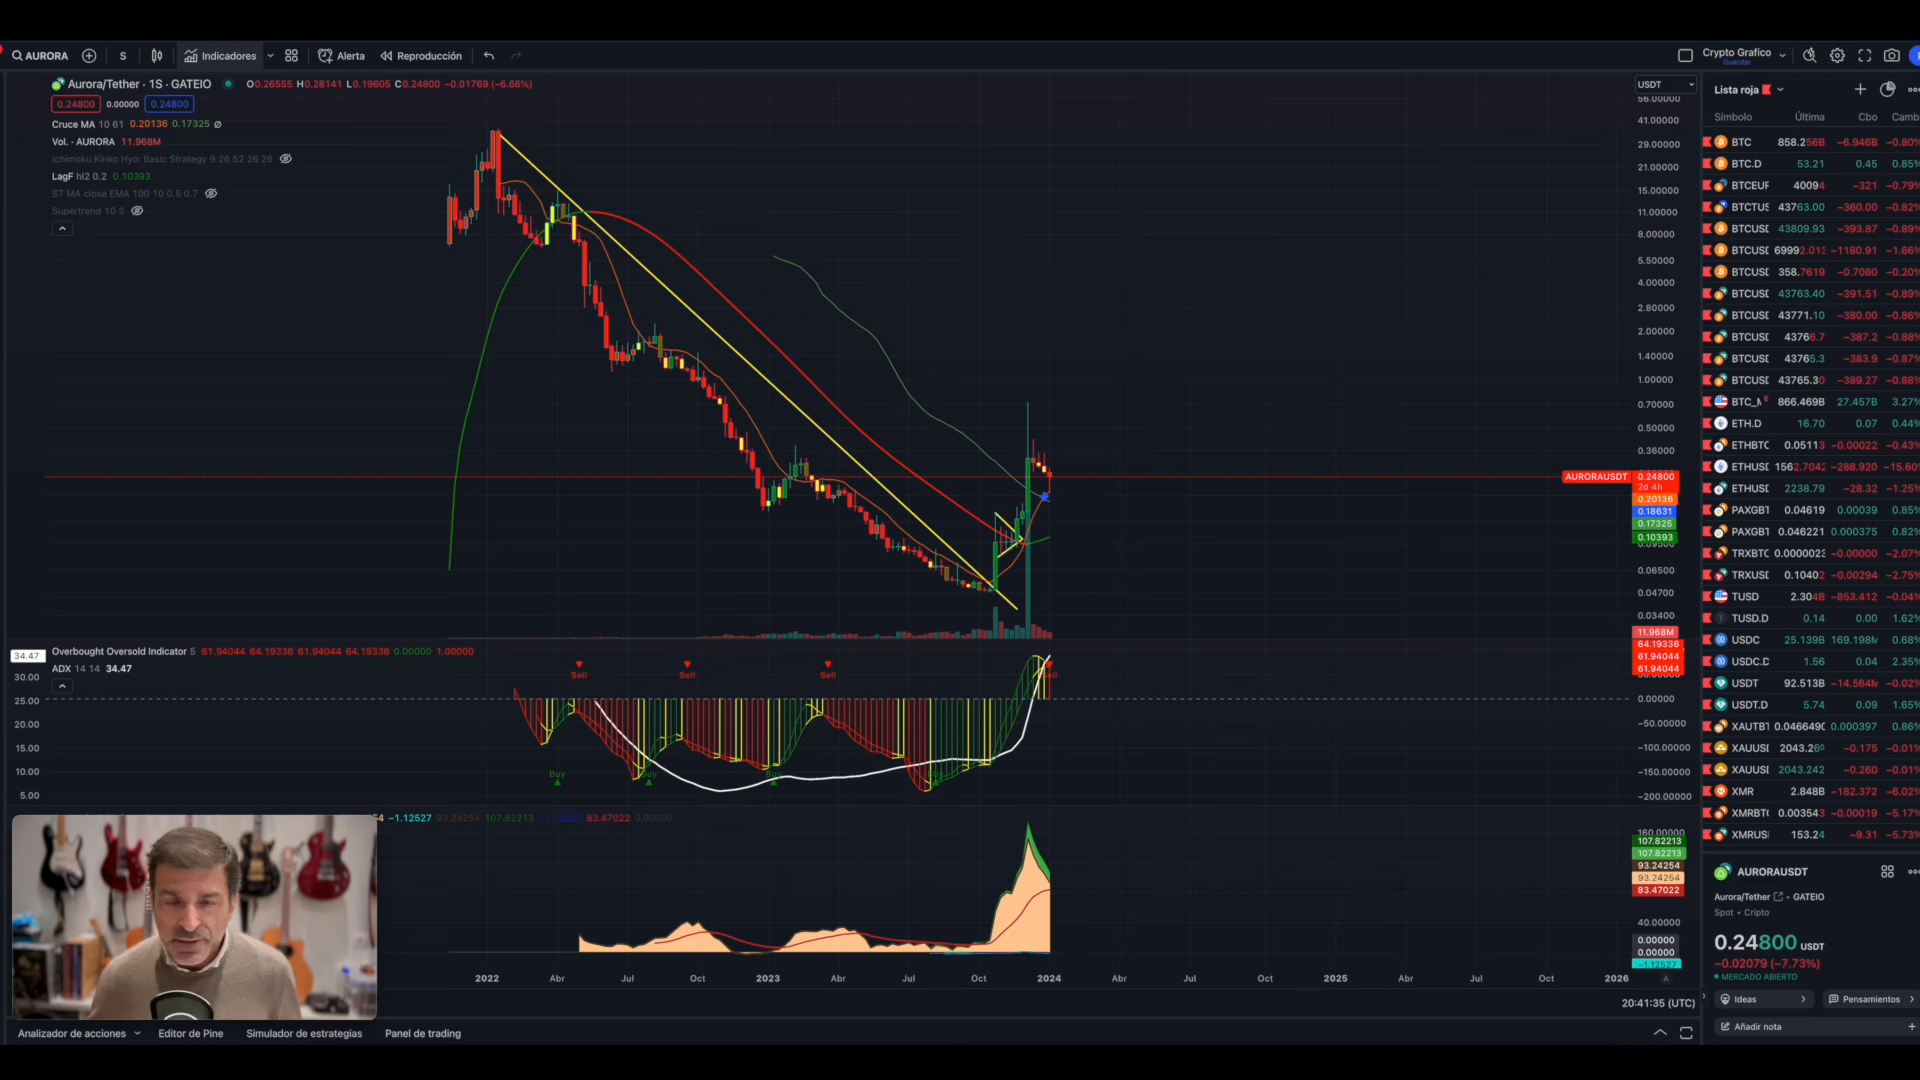 AURORA S Indicadores Alerta Reproducción Crypto Grafico
Guardar
Aurora/Tether · 1S · GATEIO O0.26555 H0.28141 L0.19605 C0.24800 −0.01769 (−6.66%)
0.24800 0.00000 0.24800
Cruce MA 10 61 0.20136 0.17325 ∅
Vol. · AURORA 11.968M
Ichimoku Kinko Hyo: Basic Strategy 9 26 52 26 26
LagF hl2 0.2 0.10393
ST MA close EMA 100 10 0.5 0.7
Supertrend 10 3
USDT
56.00000
41.00000
29.00000
21.00000
15.00000
11.00000
8.00000
5.50000
4.00000
2.80000
2.00000
1.40000
1.00000
0.70000
0.50000
0.36000
AURORAUSDT 0.24800
2d 4h
0.20136
0.18631
0.17325
0.10393
0.06500
0.04700
0.03400
11.968M
64.19336
61.94044
61.94044
Overbought Oversold Indicator 5 61.94044 64.19336 61.94044 64.19336 0.00000 1.00000
ADX 14 14 34.47
34.47
30.00
25.00
20.00
15.00
10.00
5.00
Sell Sell Sell
Buy
0.00000
−50.00000
−100.00000
−150.00000
−200.00000
−1.12527 93.24254 107.82213 83.47022 0.00000
160.00000
107.82213
107.82213
93.24254
93.24254
83.47022
40.00000
0.00000
0.00000
−1.12527
2022 Abr Jul Oct 2023 Abr Jul Oct 2024 Abr Jul Oct 2025 Abr Jul Oct 2026 A
20:41:35 (UTC)
Analizador de acciones Editor de Pine Simulador de estrategias Panel de trading
Lista roja
Símbolo Última Cbo Camb
BTC 858.256B −6.946B −0.80%
BTC.D 53.21 0.45 0.85%
BTCEUF 40094 −321 −0.79%
BTCTUS 43763.00 −360.00 −0.82%
BTCUSD 43809.93 −393.87 −0.89%
BTCUSD 69992.013 −1180.91 −1.66%
BTCUSD 358.7619 −0.7080 −0.20%
BTCUSD 43763.40 −391.51 −0.89%
BTCUSD 43771.10 −380.00 −0.86%
BTCUSD 43766.7 −387.2 −0.88%
BTCUSD 43765.3 −383.9 −0.87%
BTCUSD 43765.30 −389.27 −0.88%
BTC_M E 866.469B 27.457B 3.27%
ETH.D 16.70 0.07 0.44%
ETHBTC 0.05113 −0.00022 −0.43%
ETHUSD 1562.7042 −288.920 −15.60%
ETHUSD 2238.79 −28.32 −1.25%
PAXGBT 0.04619 0.00039 0.85%
PAXGBT 0.046221 0.000375 0.82%
TRXBTC 0.0000023 −0.00000 −2.07%
TRXUSD 0.10402 −0.00294 −2.75%
TUSD 2.304B −853.412 −0.04%
TUSD.D 0.14 0.00 1.62%
USDC 25.139B 169.198M 0.68%
USDC.D 1.56 0.04 2.35%
USDT 92.513B −14.564M −0.02%
USDT.D 5.74 0.09 1.65%
XAUTBT 0.046649 0.000397 0.86%
XAUUSD 2043.260 −0.175 −0.01%
XAUUSD 2043.242 −0.260 −0.01%
XMR 2.848B −182.372 −6.02%
XMRBTC 0.003543 −0.00019 −5.17%
XMRUSD 153.24 −9.31 −5.73%
AURORAUSDT
Aurora/Tether · GATEIO
Spot • Cripto
0.24800 USDT
−0.02079 (−7.73%)
MERCADO ABIERTO
Ideas Pensamientos
Añadir nota